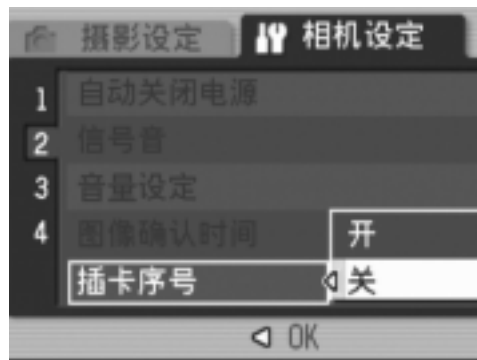 摄影设定 相机设定
1 自动关闭电源
2 信号音
3 音量设定
4 图像确认时间 开
插卡序号 关
OK